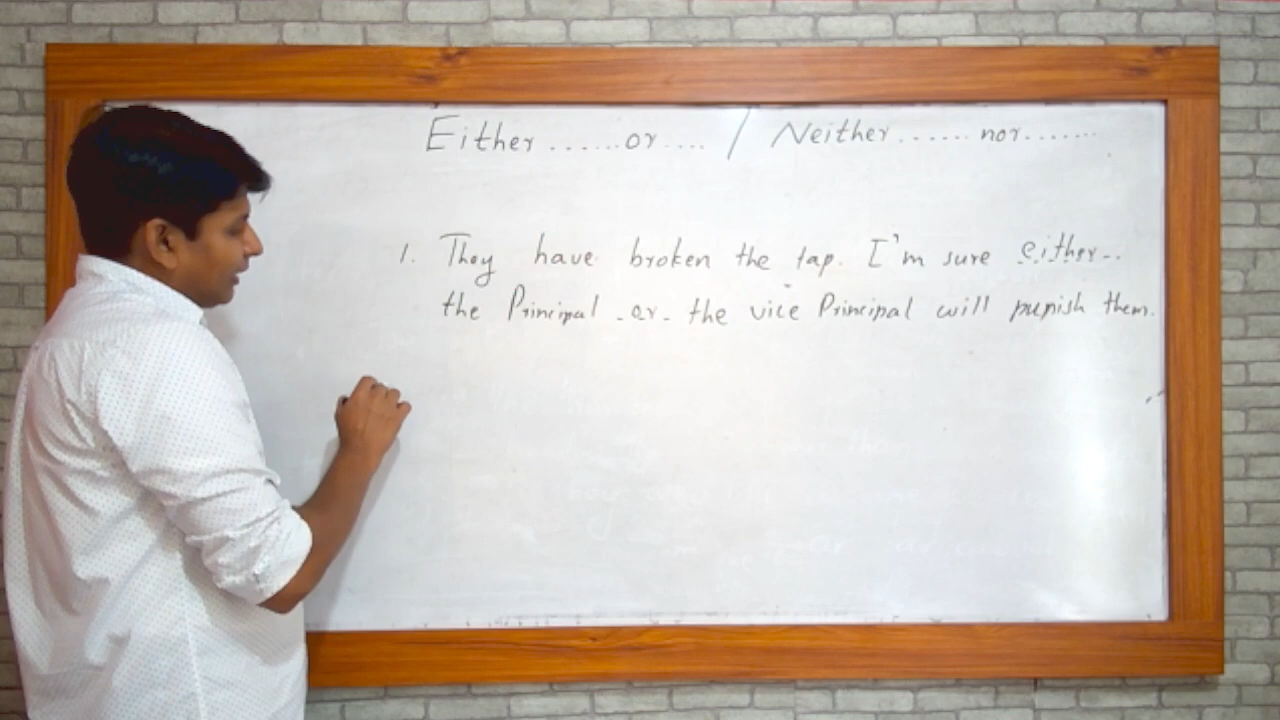 Either ......or .... / Neither ...... nor.......
1. They have broken the tap. I'm sure either..
the Principal .or. the vice Principal will punish them.